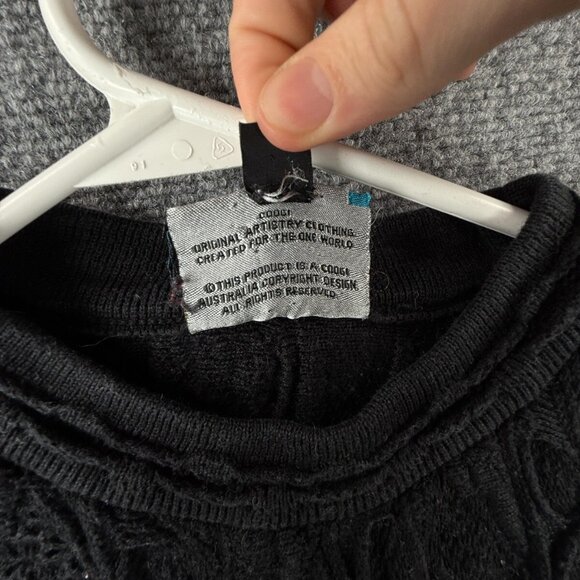 COOGI
ORIGINAL ARTISTRY CLOTHING.
CREATED FOR THE ONE WORLD
©THIS PRODUCT IS A COOGI
AUSTRALIA COPYRIGHT DESIGN.
ALL RIGHTS RESERVED.